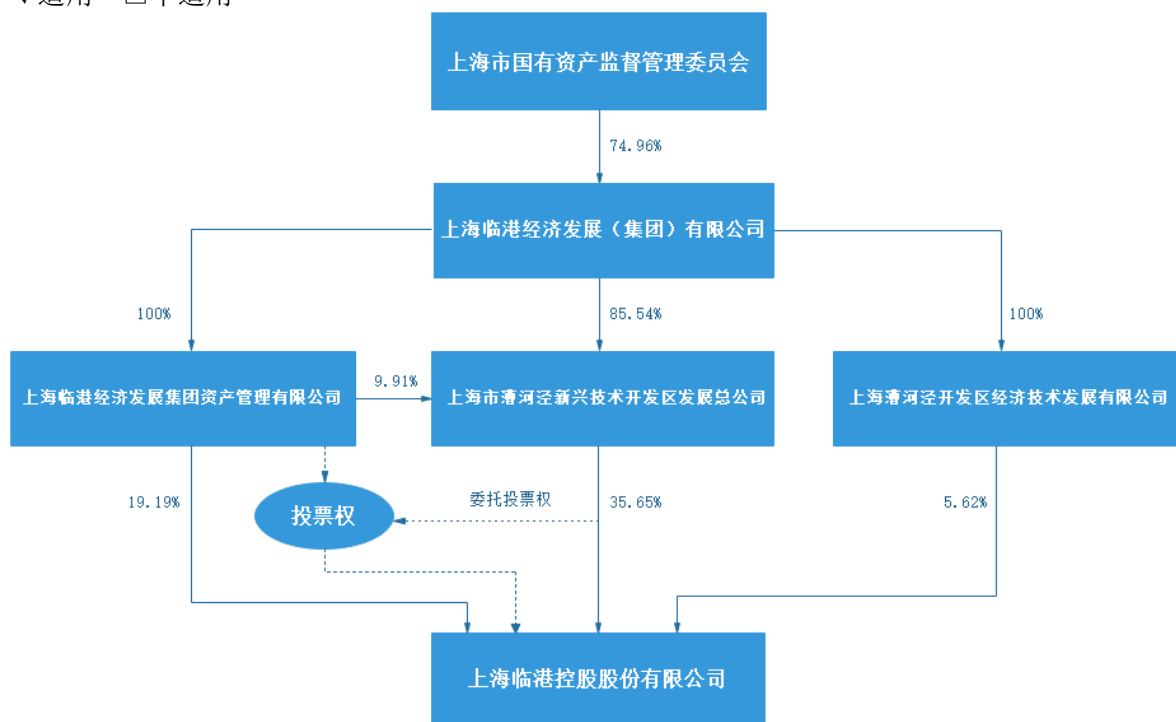 上海市国有资产监督管理委员会
74.96%
上海临港经济发展（集团）有限公司
100%
85.54%
100%
上海临港经济发展集团资产管理有限公司
9.91%
上海市漕河泾新兴技术开发区发展总公司
上海漕河泾开发区经济技术发展有限公司
19.19%
投票权
委托投票权
35.65%
5.62%
上海临港控股股份有限公司